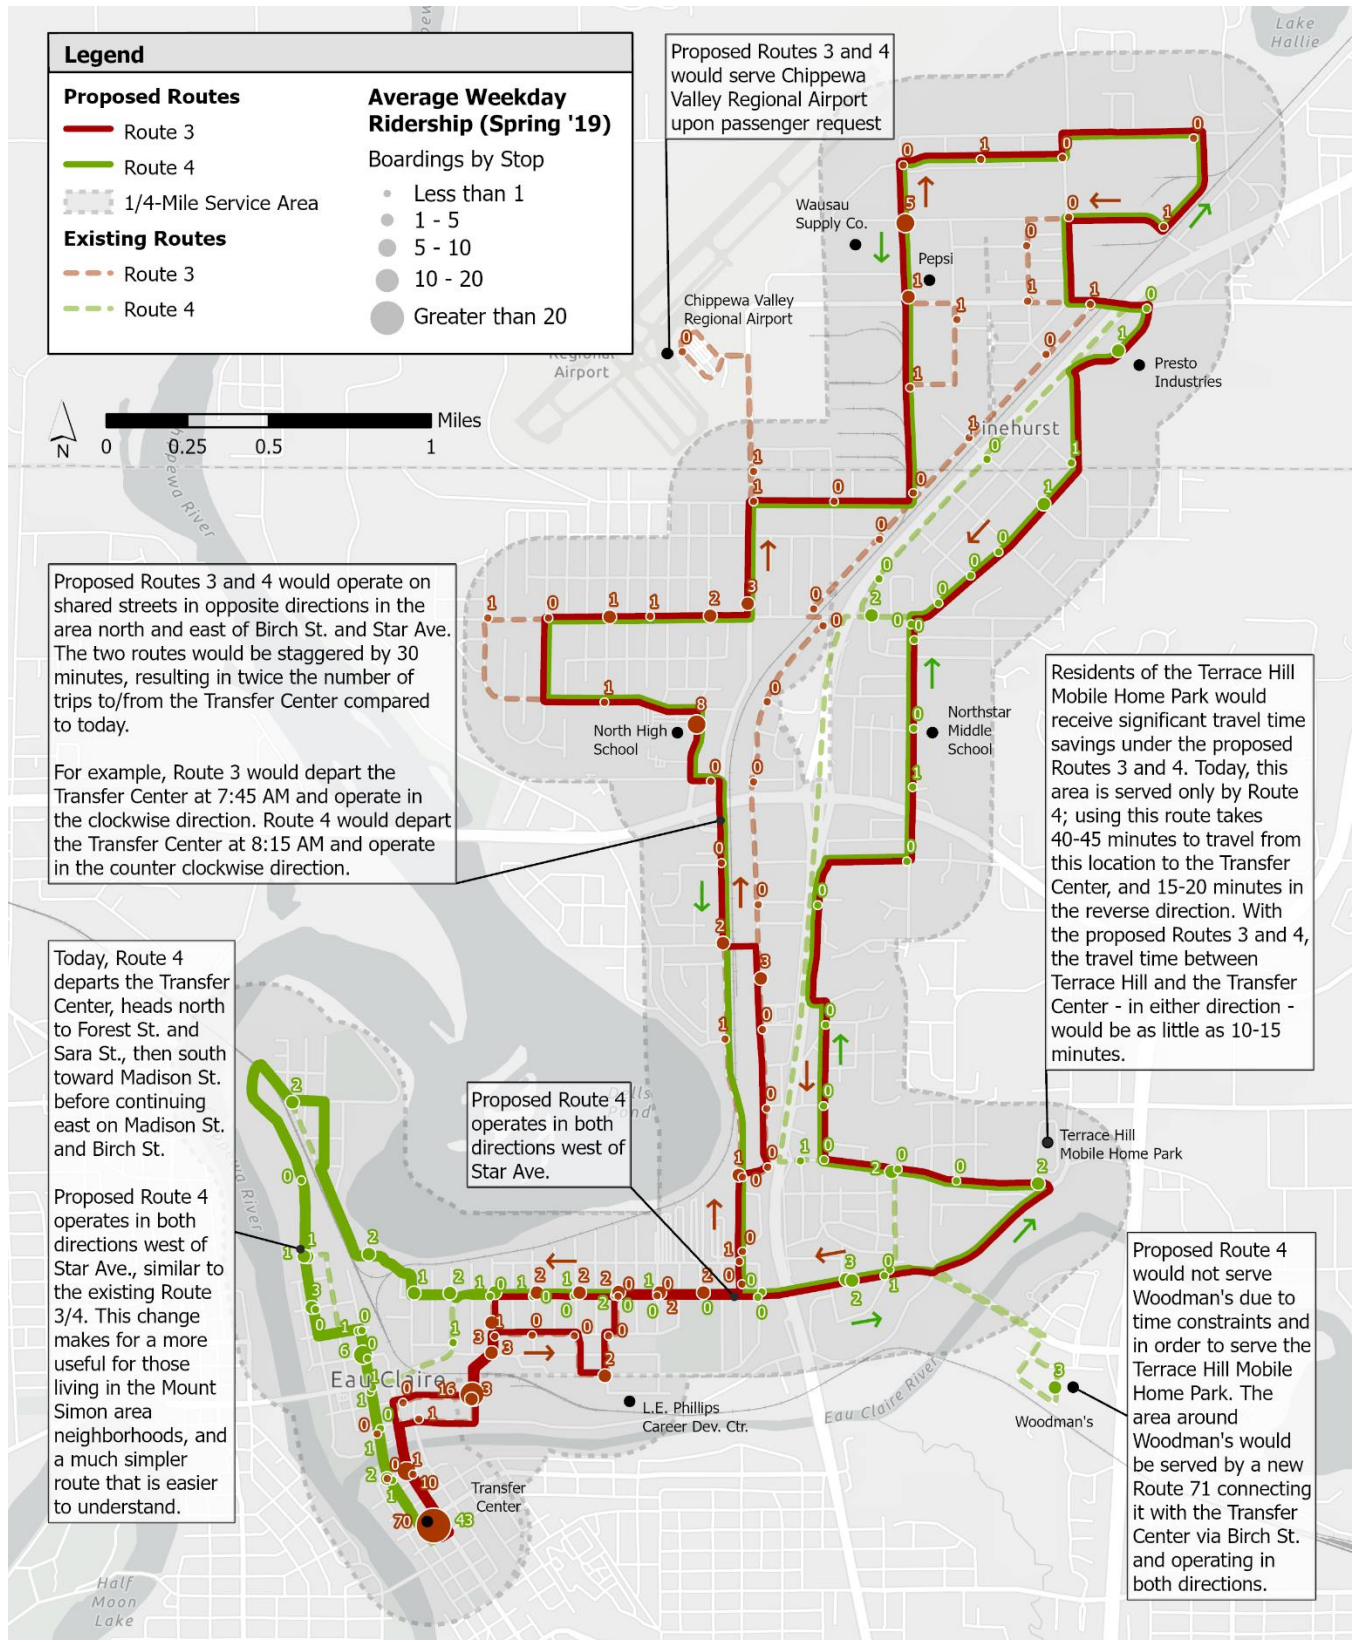 Legend
Proposed Routes
Route 3
Route 4
1/4-Mile Service Area
Existing Routes
Route 3
Route 4
Average Weekday
Ridership (Spring '19)
Boardings by Stop
Less than 1
1 - 5
5 - 10
10 - 20
Greater than 20
N
0 0.25 0.5 1 Miles
Proposed Routes 3 and 4
would serve Chippewa
Valley Regional Airport
upon passenger request
Lake
Hallie
Wausau
Supply Co.
Pepsi
Chippewa Valley
Regional Airport
Regional
Airport
Presto
Industries
inehurst
Proposed Routes 3 and 4 would operate on
shared streets in opposite directions in the
area north and east of Birch St. and Star Ave.
The two routes would be staggered by 30
minutes, resulting in twice the number of
trips to/from the Transfer Center compared
to today.
For example, Route 3 would depart the
Transfer Center at 7:45 AM and operate in
the clockwise direction. Route 4 would depart
the Transfer Center at 8:15 AM and operate
in the counter clockwise direction.
North High
School
Northstar
Middle
School
Residents of the Terrace Hill
Mobile Home Park would
receive significant travel time
savings under the proposed
Routes 3 and 4. Today, this
area is served only by Route
4; using this route takes
40-45 minutes to travel from
this location to the Transfer
Center, and 15-20 minutes in
the reverse direction. With
the proposed Routes 3 and 4,
the travel time between
Terrace Hill and the Transfer
Center - in either direction -
would be as little as 10-15
minutes.
Today, Route 4
departs the Transfer
Center, heads north
to Forest St. and
Sara St., then south
toward Madison St.
before continuing
east on Madison St.
and Birch St.
Proposed Route 4
operates in both
directions west of
Star Ave., similar to
the existing Route
3/4. This change
makes for a more
useful for those
living in the Mount
Simon area
neighborhoods, and
a much simpler
route that is easier
to understand.
Proposed Route 4
operates in both
directions west of
Star Ave.
Pond
Terrace Hill
Mobile Home Park
Proposed Route 4
would not serve
Woodman's due to
time constraints and
in order to serve the
Terrace Hill Mobile
Home Park. The
area around
Woodman's would
be served by a new
Route 71 connecting
it with the Transfer
Center via Birch St.
and operating in
both directions.
Woodman's
Eau Claire
Eau Claire River
L.E. Phillips
Career Dev. Ctr.
Transfer
Center
70
43
10
16
Half
Moon
Lake